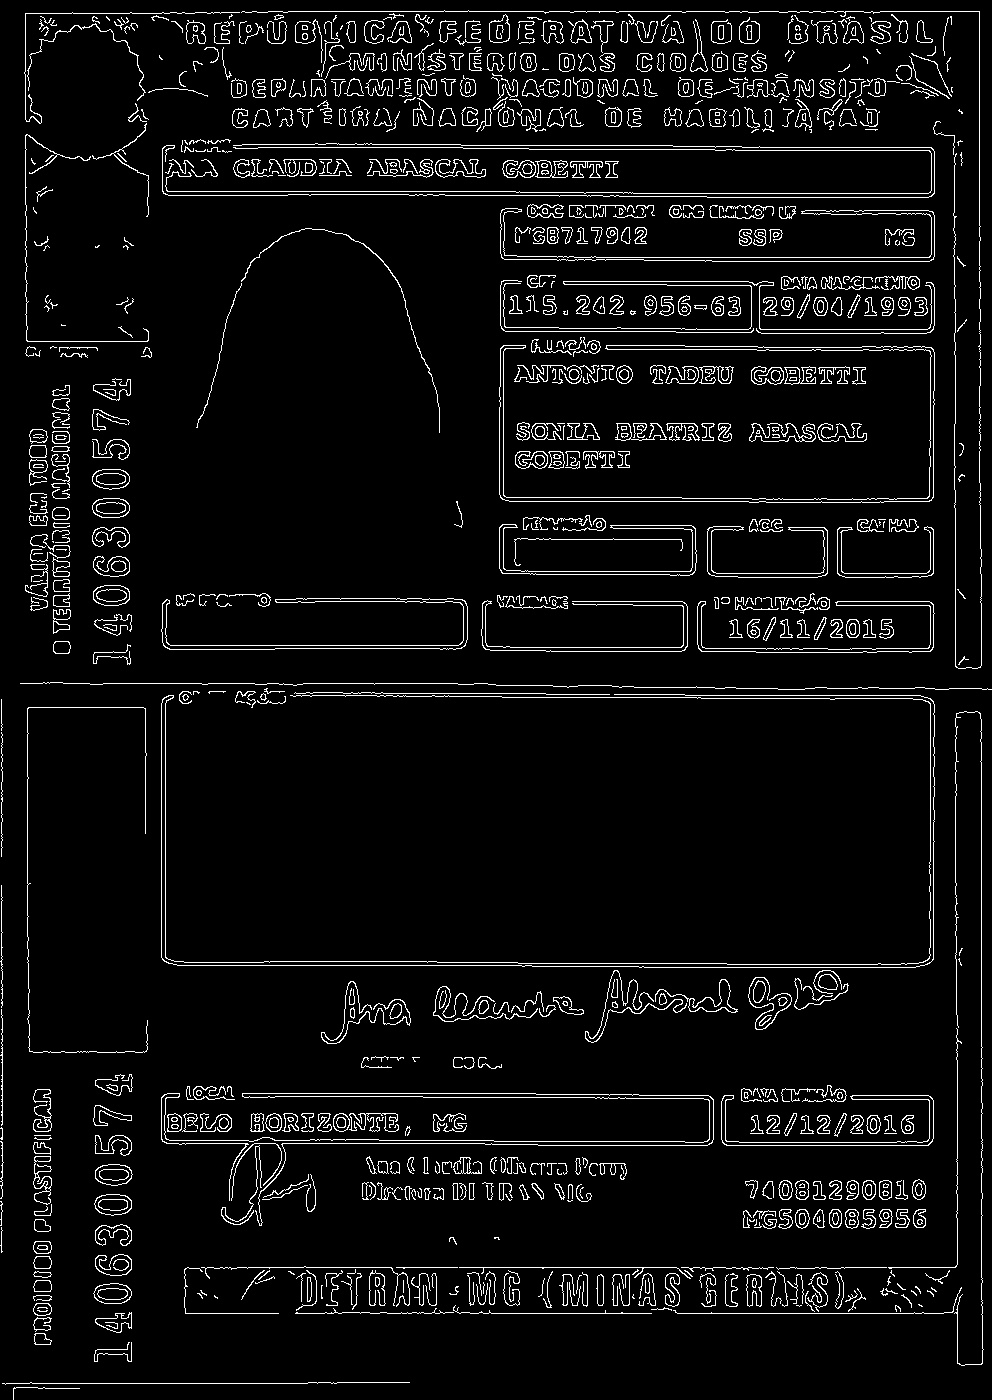 REPÚBLICA FEDERATIVA DO BRASIL
MINISTÉRIO DAS CIDADES
DEPARTAMENTO NACIONAL DE TRÂNSITO
CARTEIRA NACIONAL DE HABILITAÇÃO
NOME
ANA CLAUDIA ABASCAL GOBETTI
DOC IDENTIDADE ORG EMISSOR UF
MG8717942 SSP MG
CPF DATA NASCIMENTO
115.242.956-63 29/04/1993
FILIAÇÃO
ANTONIO TADEU GOBETTI
SONIA BEATRIZ ABASCAL
GOBETTI
PERMISSÃO ACC CAT HAB
Nº REGISTRO VALIDADE 1ª HABILITAÇÃO
16/11/2015
VÁLIDA EM TODO
O TERRITÓRIO NACIONAL
1406300574
OBSERVAÇÕES
Ana Claudia Abascal Gobetti
LOCAL DATA EMISSÃO
BELO HORIZONTE, MG 12/12/2016
Ana Claudia Oliveira Perry
Diretora DETRAN MG
74081290810
MG504085956
PROIBIDO PLASTIFICAR
1406300574
DETRAN-MG (MINAS GERAIS)